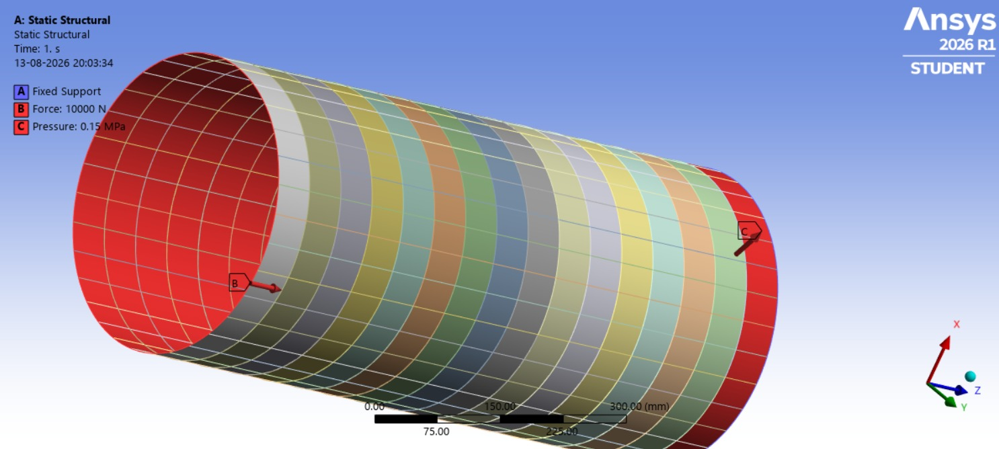 A: Static Structural
Static Structural
Time: 1. s
13-08-2026 20:03:34
A Fixed Support
B Force: 10000 N
C Pressure: 0.15 MPa
Ansys
2026 R1
STUDENT
B
C
0.00 150.00 300.00 (mm)
75.00 225.00
X
Z
Y